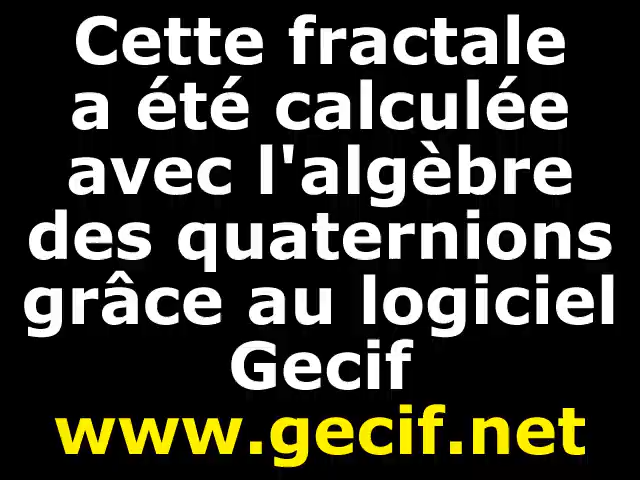 Cette fractale
a été calculée
avec l'algèbre
des quaternions
grâce au logiciel
Gecif
www.gecif.net